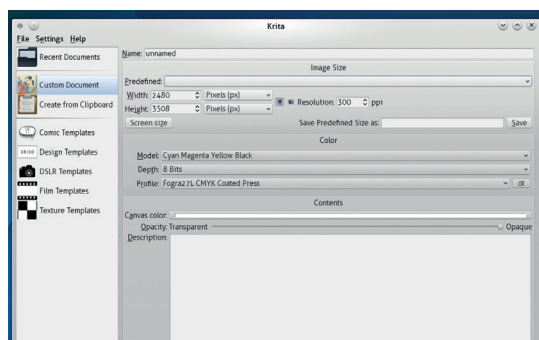 Krita
File Settings Help
Recent Documents
Custom Document
Create from Clipboard
Comic Templates
16:10 Design Templates
DSLR Templates
Film Templates
Texture Templates
Name: unnamed
Image Size
Predefined:
Width: 2480 Pixels (px)
Height: 3508 Pixels (px)
Resolution: 300 ppi
Screen size Save Predefined Size as: Save
Color
Model: Cyan Magenta Yellow Black
Depth: 8 Bits
Profile: Fogra27L CMYK Coated Press
Contents
Canvas color:
Opacity: Transparent Opaque
Description: